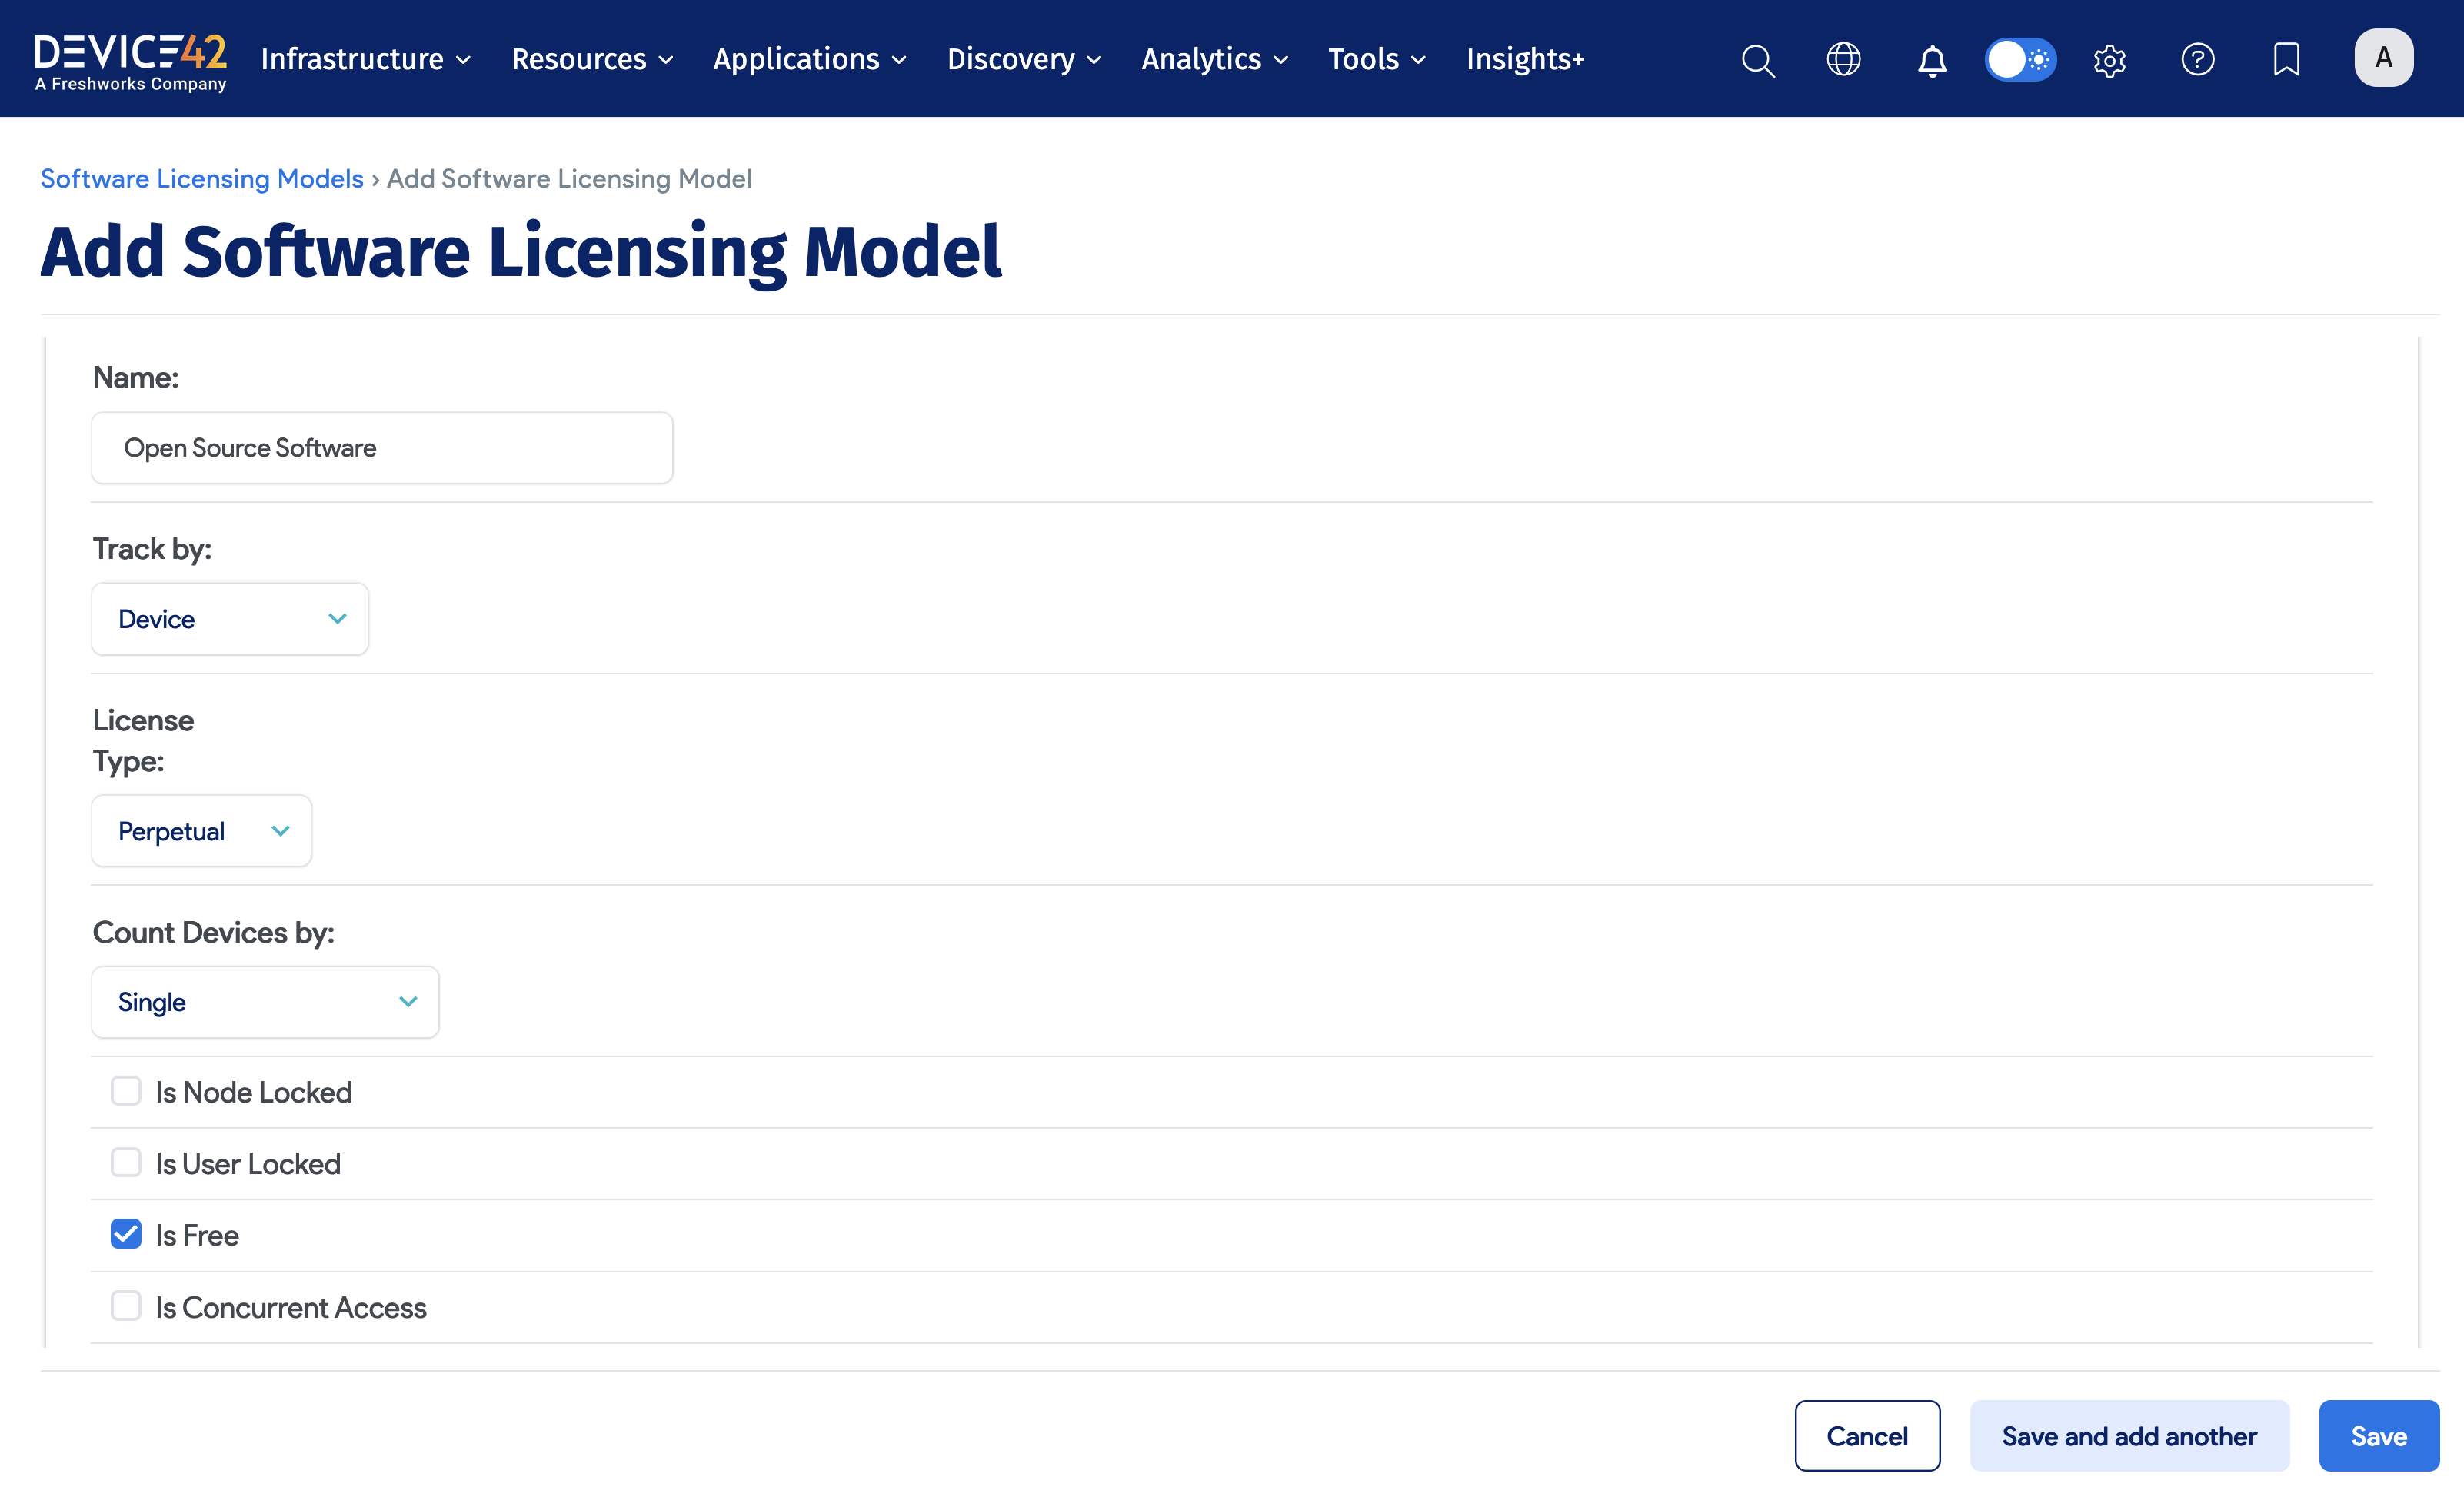 DEVICE42
A Freshworks Company
Infrastructure Resources Applications Discovery Analytics Tools Insights+ A
Software Licensing Models › Add Software Licensing Model
Add Software Licensing Model
Name:
Open Source Software
Track by:
Device
License
Type:
Perpetual
Count Devices by:
Single
Is Node Locked
Is User Locked
Is Free
Is Concurrent Access
Cancel Save and add another Save